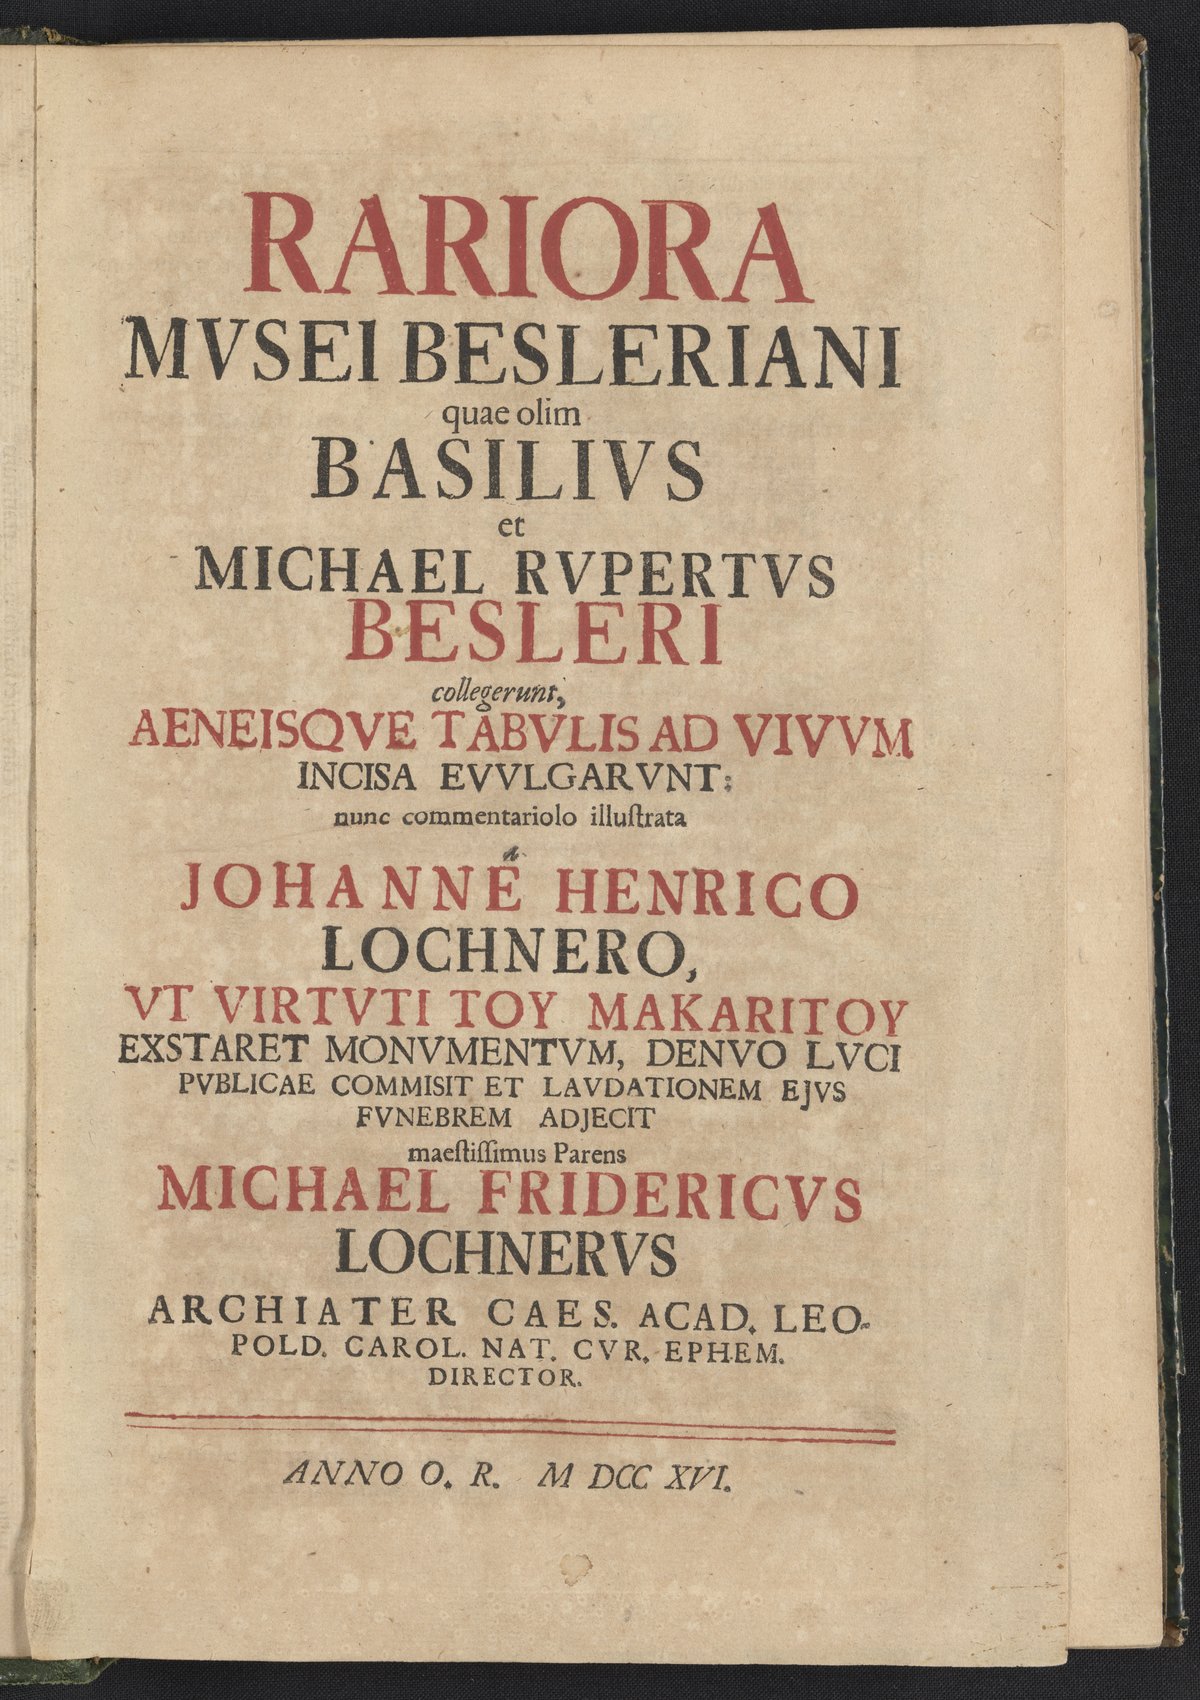 RARIORA
MVSEI BESLERIANI
quae olim
BASILIVS
et
MICHAEL RVPERTVS
BESLERI
collegerunt,
AENEISQVE TABVLIS AD VIVVM
INCISA EVVLGARVNT:
nunc commentariolo illuſtrata
a
JOHANNE HENRICO
LOCHNERO,
VT VIRTVTI TOY MAKARITOY
EXSTARET MONVMENTVM, DENVO LVCI
PVBLICAE COMMISIT ET LAVDATIONEM EJVS
FVNEBREM ADJECIT
maeſtiſſimus Parens
MICHAEL FRIDERICVS
LOCHNERVS
ARCHIATER CAES. ACAD. LEO-
POLD. CAROL. NAT. CVR. EPHEM.
DIRECTOR.
ANNO O. R. M DCC XVI.